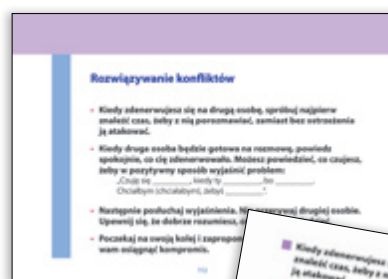 Rozwiązywanie konfliktów
• Kiedy zdenerwujesz się na drugą osobę, spróbuj najpierw
znaleźć czas, żeby z nią porozmawiać, zamiast bez ostrzeżenia
ją atakować.
• Kiedy druga osoba będzie gotowa na rozmowę, powiedz
spokojnie, co cię zdenerwowało. Możesz powiedzieć, co czujesz,
żeby w pozytywny sposób wyjaśnić problem:
„Czuję się ________, kiedy ty ________, bo ________.
Chciałbym (chciałabym), żebyś ________.”
• Następnie posłuchaj wyjaśnienia. drugiej osobie.
Upewnij się, że dobrze rozumiesz,
• Poczekaj na swoją kolej i
wam osiągnąć kompromis.
Kiedy zdenerwujesz
znaleźć czas, żeby z
ją atakować